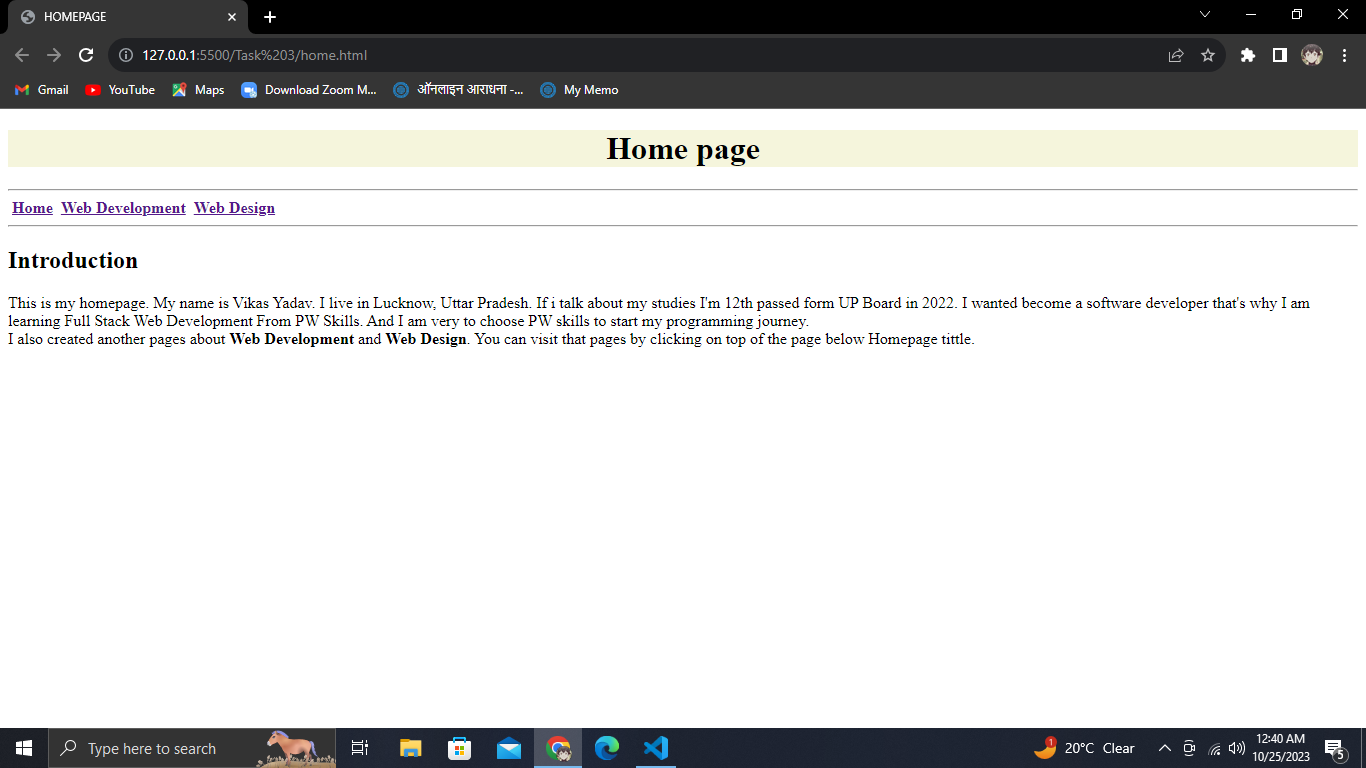 HOMEPAGE
127.0.0.1:5500/Task%203/home.html
Gmail YouTube Maps Download Zoom M... ऑनलाइन आराधना -... My Memo
Home page
Home Web Development Web Design
Introduction
This is my homepage. My name is Vikas Yadav. I live in Lucknow, Uttar Pradesh. If i talk about my studies I'm 12th passed form UP Board in 2022. I wanted become a software developer that's why I am
learning Full Stack Web Development From PW Skills. And I am very to choose PW skills to start my programming journey.
I also created another pages about Web Development and Web Design. You can visit that pages by clicking on top of the page below Homepage tittle.
Type here to search
1
20°C Clear
12:40 AM
10/25/2023
5